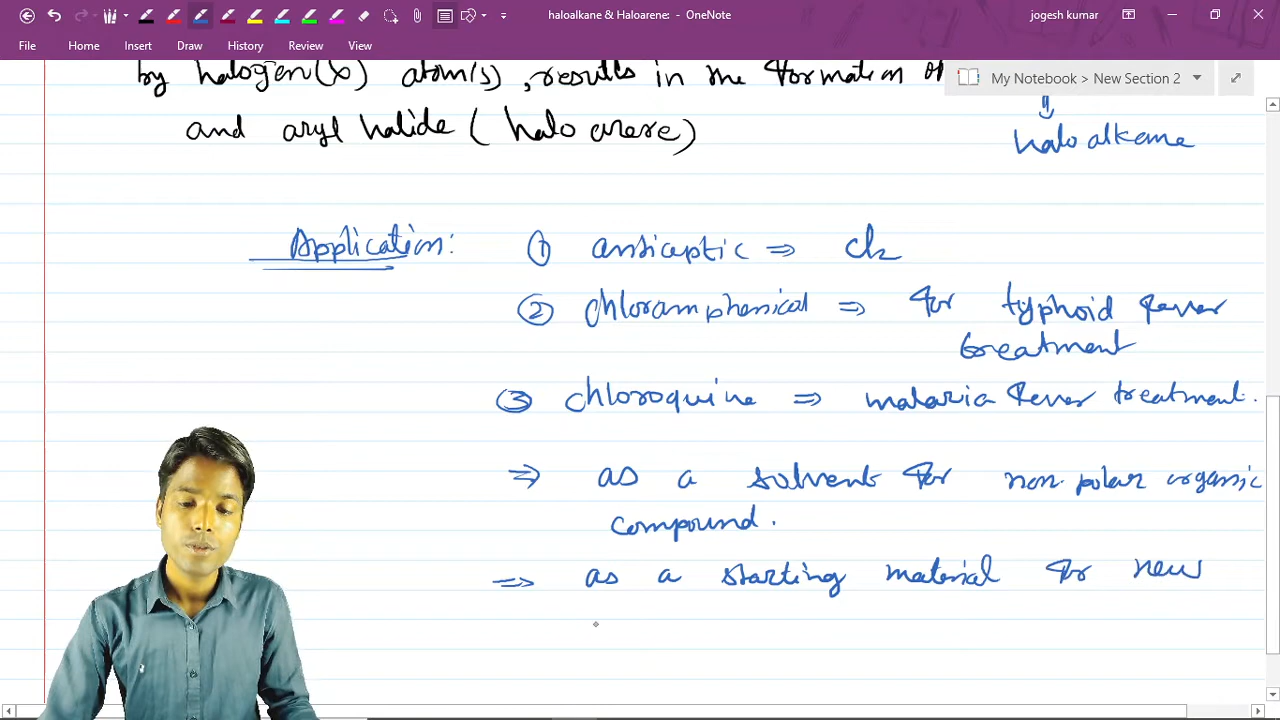 haloalkane & Haloarene: - OneNote
jogesh kumar
File Home Insert Draw History Review View
My Notebook > New Section 2
by halogen(x) atom(s), results in the formation of
and aryl halide (halo arere)
halo alkane
Application: ① anticeptic ⇒ Cl2
② chloramphenical ⇒ for typhoid fever
treatment
③ chloroquine ⇒ malaria fever treatment.
⇒ as a solvent for non-polar organic
compound.
⇒ as a starting material for new